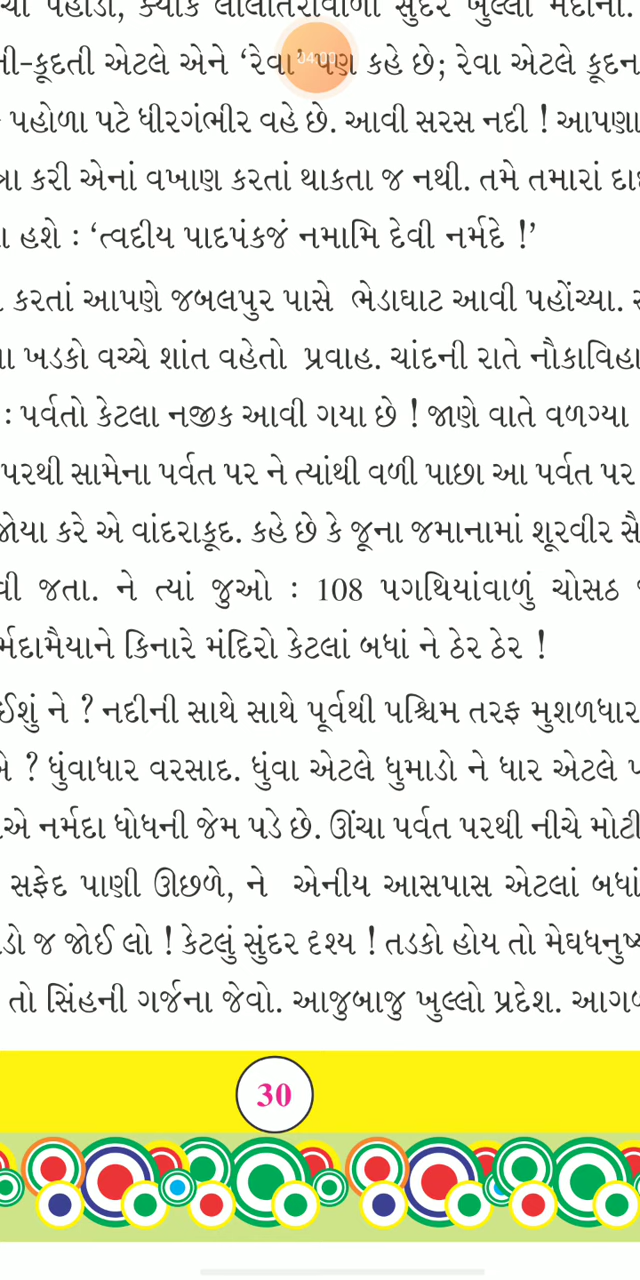 પહાડો, ક્યાંક લીલોતરીવાળાં સુંદર ખુલ્લાં મેદાનો.
-કૂદતી એટલે એને ‘રેવા’ પણ કહે છે; રેવા એટલે કૂદન
પહોળા પટે ધીરગંભીર વહે છે. આવી સરસ નદી ! આપણા
કરી એનાં વખાણ કરતાં થાકતા જ નથી. તમે તમારાં
હશે : ‘ત્વદીય પાદપંકજં નમામિ દેવી નર્મદે !’
કરતાં આપણે જબલપુર પાસે ભેડાઘાટ આવી પહોંચ્યા.
ખડકો વચ્ચે શાંત વહેતો પ્રવાહ. ચાંદની રાતે નૌકાવિહા
: પર્વતો કેટલા નજીક આવી ગયા છે ! જાણે વાતે વળગ્યા
પરથી સામેના પર્વત પર ને ત્યાંથી વળી પાછા આ પર્વત પર
જોયા કરે એ વાંદરાકૂદ. કહે છે કે જૂના જમાનામાં શૂરવીર સૈ
વી જતા. ને ત્યાં જુઓ : 108 પગથિયાંવાળું ચોસઠ
ર્મદામૈયાને કિનારે મંદિરો કેટલાં બધાં ને ઠેર ઠેર !
ઈશું ને ? નદીની સાથે સાથે પૂર્વથી પશ્ચિમ તરફ મુશળધાર
? ધુંવાધાર વરસાદ. ધુંવા એટલે ધુમાડો ને ધાર એટલે
એ નર્મદા ધોધની જેમ પડે છે. ઊંચા પર્વત પરથી નીચે મોટી
સફેદ પાણી ઊછળે, ને એનીય આસપાસ એટલાં બધાં
ડો જ જોઈ લો ! કેટલું સુંદર દૃશ્ય ! તડકો હોય તો મેઘધનુષ્ય
તો સિંહની ગર્જના જેવો. આજુબાજુ ખુલ્લો પ્રદેશ. આગળ
30